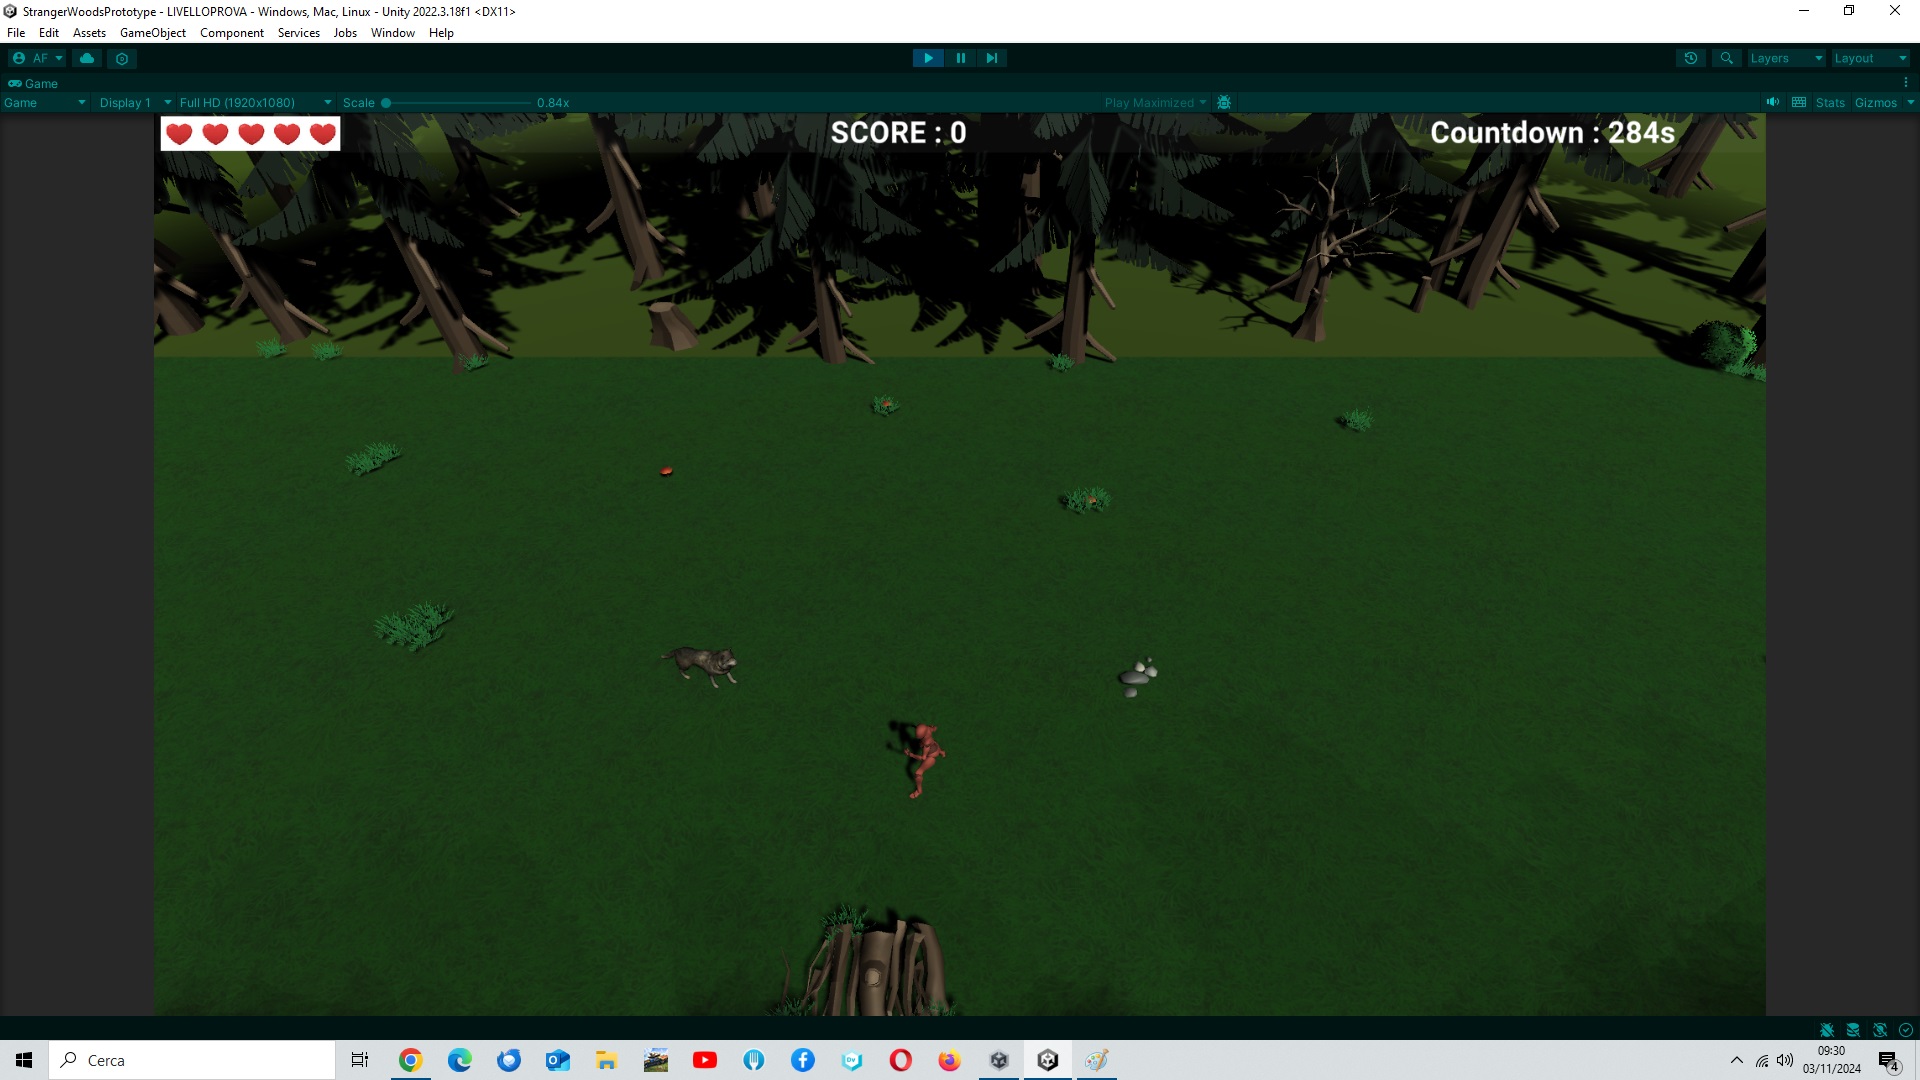 StrangerWoodsPrototype - LIVELLOPROVA - Windows, Mac, Linux - Unity 2022.3.18f1 <DX11>
File Edit Assets GameObject Component Services Jobs Window Help
AF Layers Layout
Game
Game Display 1 Full HD (1920x1080) Scale 0.84x Play Maximized Stats Gizmos
SCORE : 0 Countdown : 284s
Cerca
09:30
03/11/2024
4